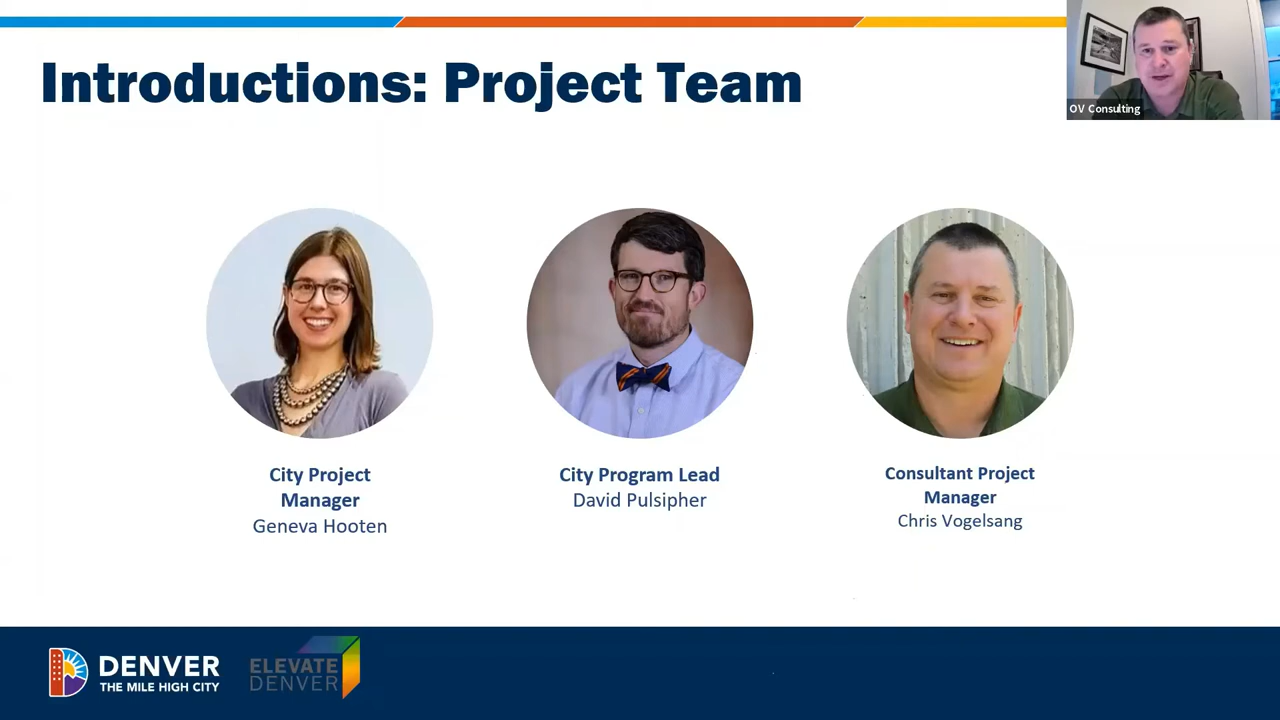 Introductions: Project Team
OV Consulting
City Project
Manager
Geneva Hooten
City Program Lead
David Pulsipher
Consultant Project
Manager
Chris Vogelsang
DENVER
THE MILE HIGH CITY
ELEVATE
DENVER